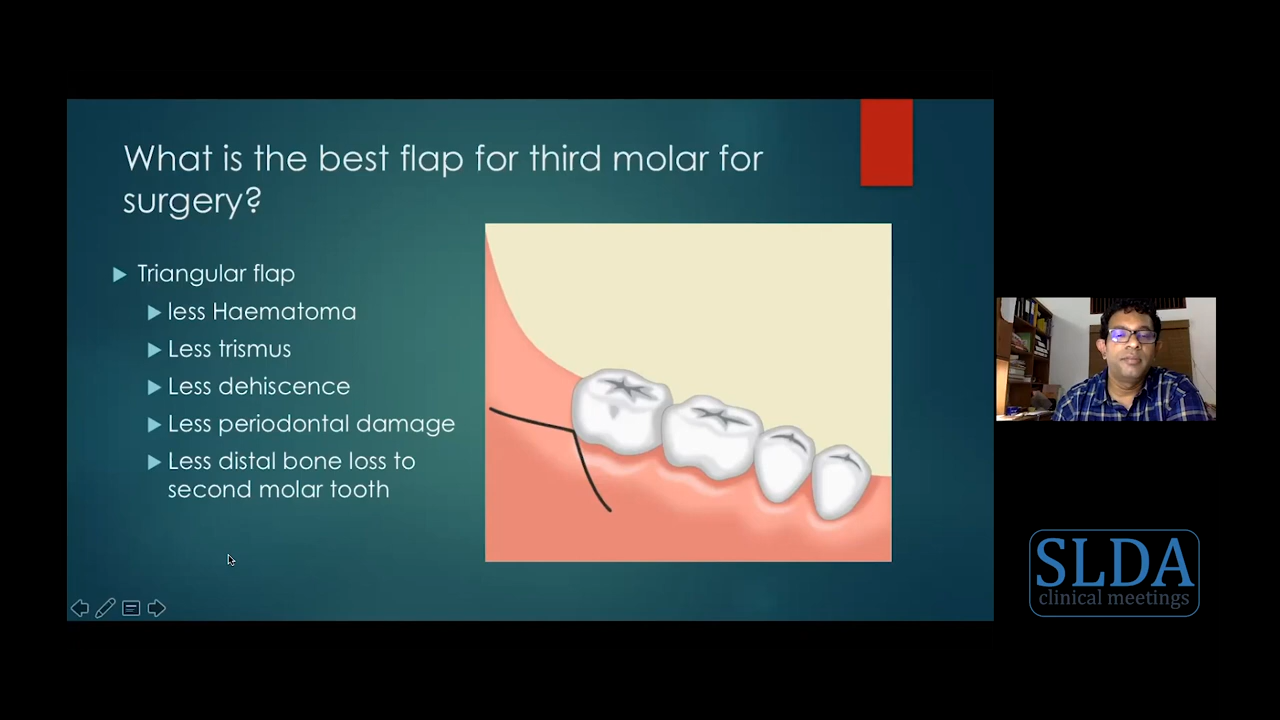 What is the best flap for third molar for
surgery?
Triangular flap
less Haematoma
Less trismus
Less dehiscence
Less periodontal damage
Less distal bone loss to
second molar tooth
SLDA
clinical meetings